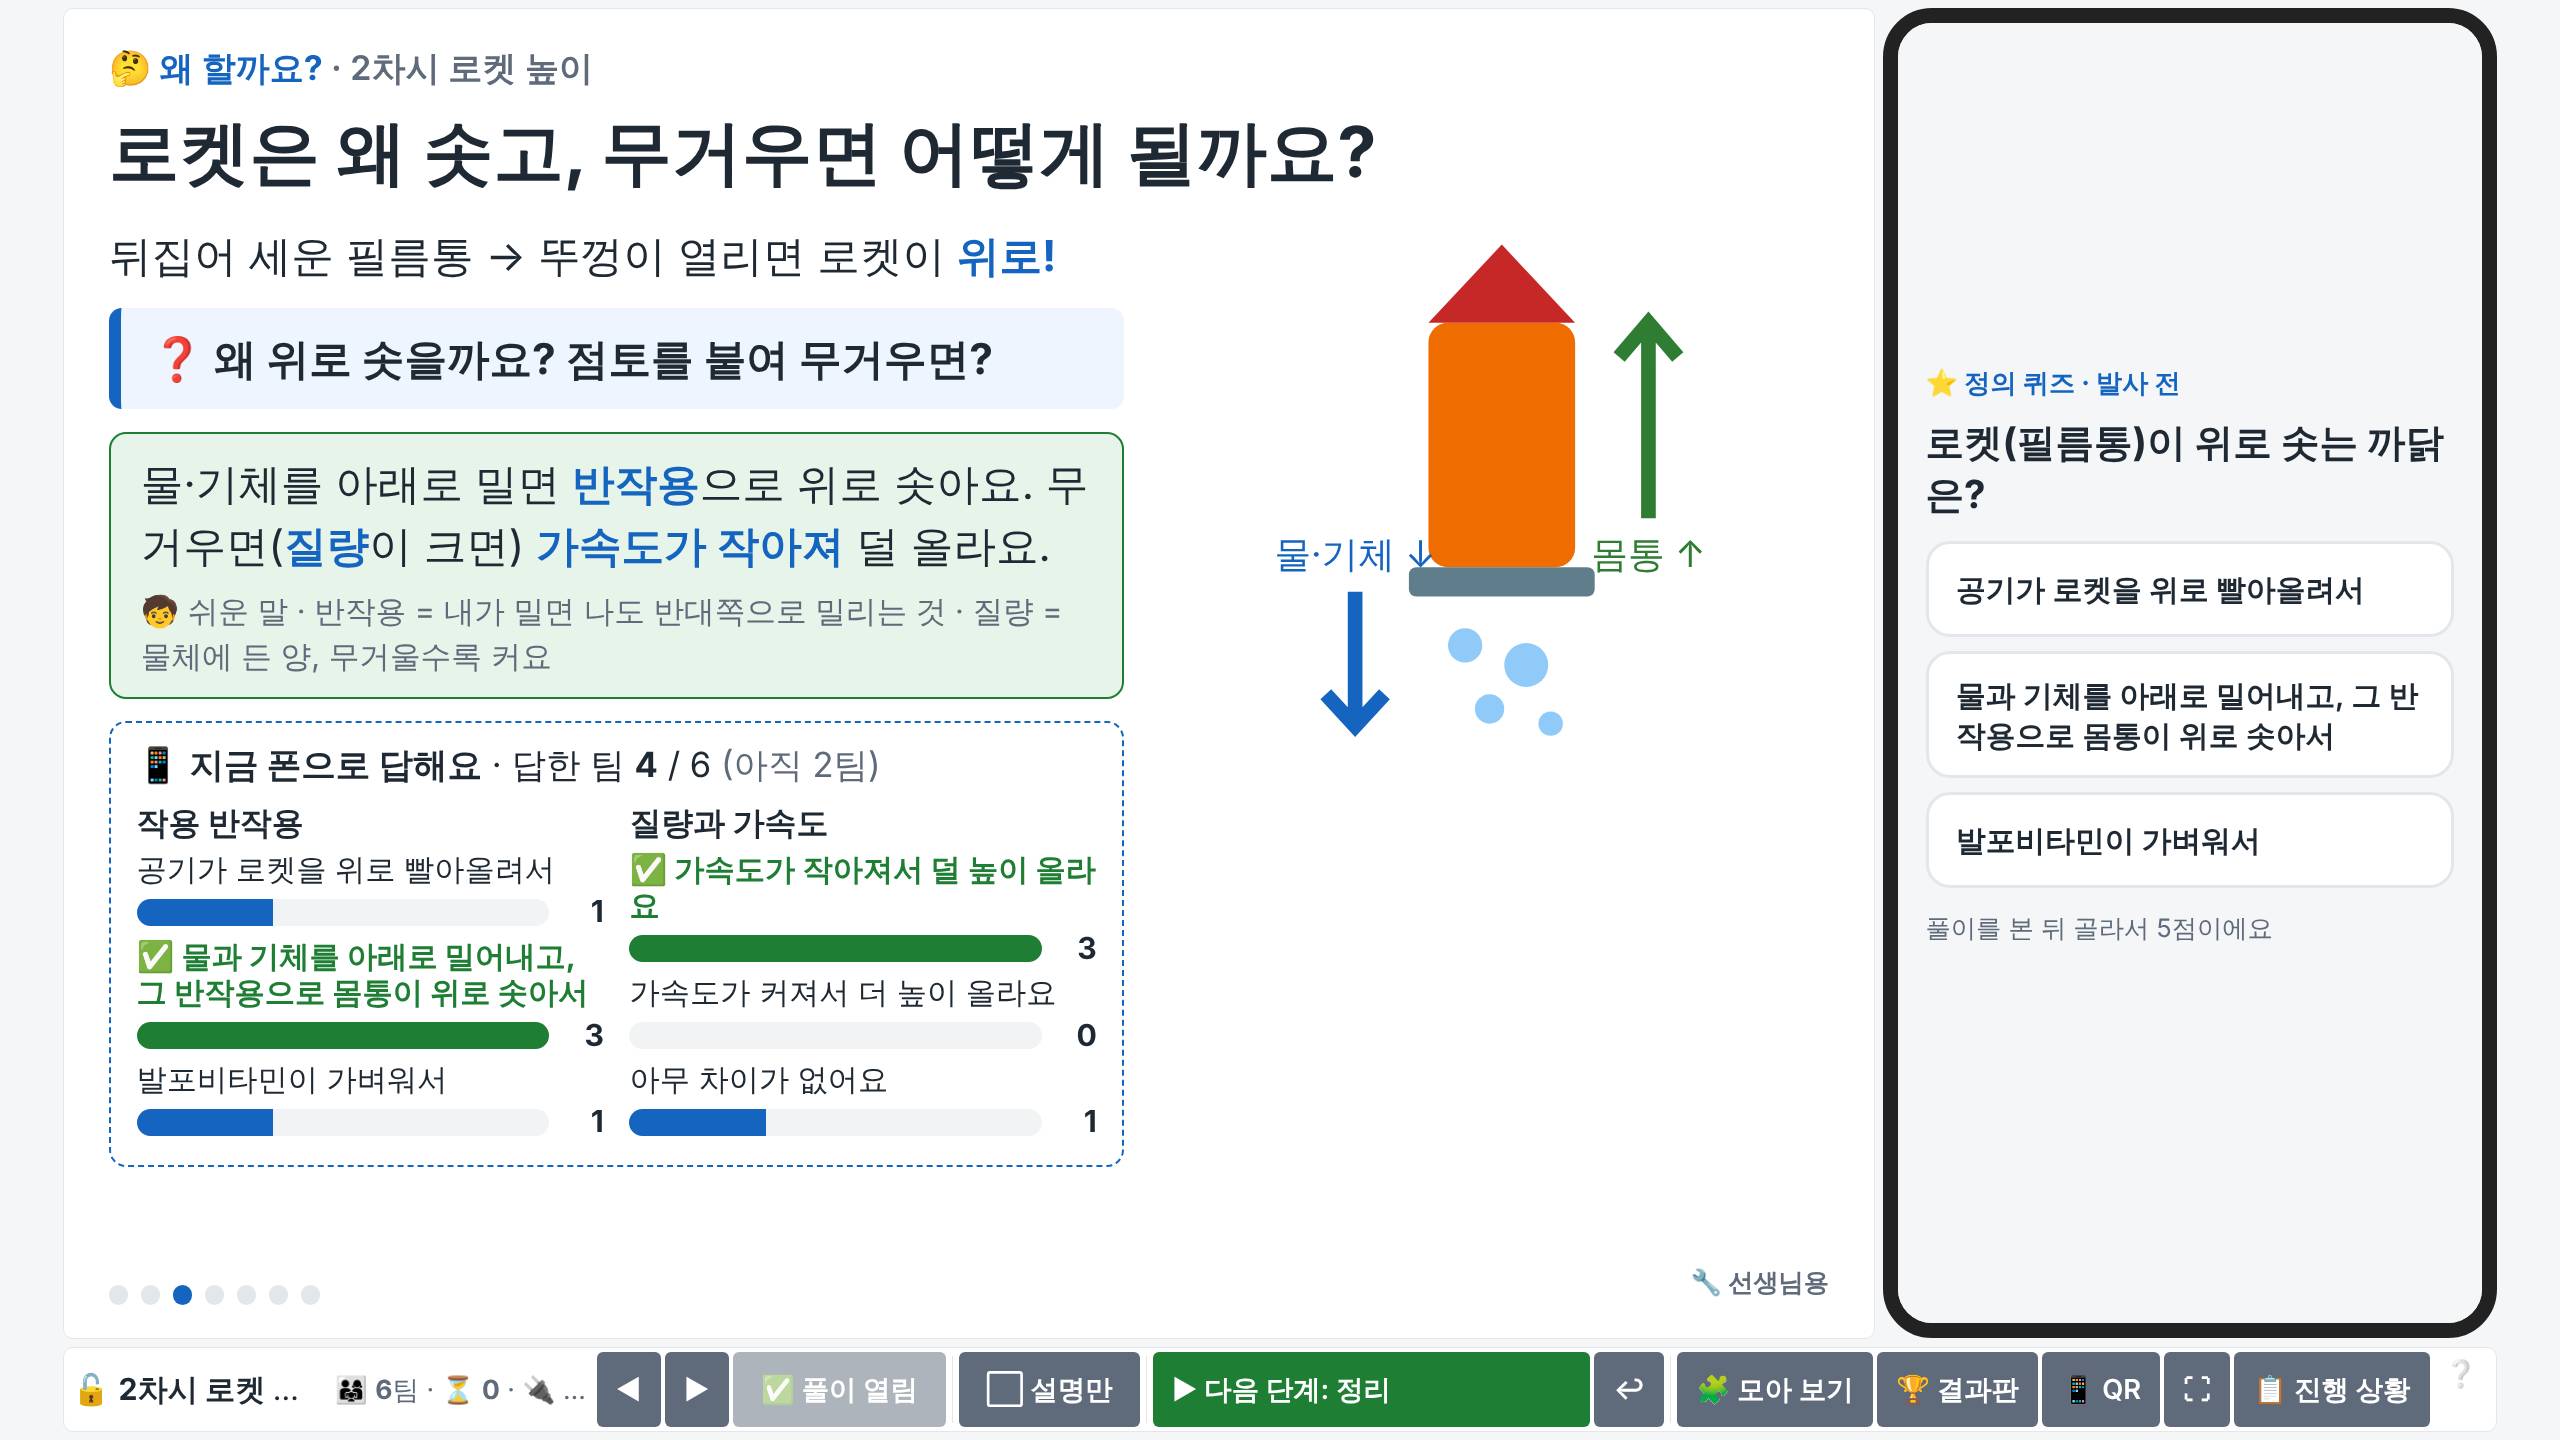 🤔 왜 할까요? · 2차시 로켓 높이
로켓은 왜 솟고, 무거우면 어떻게 될까요?
뒤집어 세운 필름통 → 뚜껑이 열리면 로켓이 위로!
❓ 왜 위로 솟을까요? 점토를 붙여 무거우면?
물·기체를 아래로 밀면 반작용으로 위로 솟아요. 무
거우면(질량이 크면) 가속도가 작아져 덜 올라요.
🧒 쉬운 말 · 반작용 = 내가 밀면 나도 반대쪽으로 밀리는 것 · 질량 =
물체에 든 양, 무거울수록 커요
📱 지금 폰으로 답해요 · 답한 팀 4 / 6 (아직 2팀)
작용 반작용
공기가 로켓을 위로 빨아올려서
1
✅ 물과 기체를 아래로 밀어내고,
그 반작용으로 몸통이 위로 솟아서
3
발포비타민이 가벼워서
1
질량과 가속도
✅ 가속도가 작아져서 덜 높이 올라
요
3
가속도가 커져서 더 높이 올라요
0
아무 차이가 없어요
1
물·기체 ↓
몸통 ↑
🔧 선생님용
⭐ 정의 퀴즈 · 발사 전
로켓(필름통)이 위로 솟는 까닭
은?
공기가 로켓을 위로 빨아올려서
물과 기체를 아래로 밀어내고, 그 반
작용으로 몸통이 위로 솟아서
발포비타민이 가벼워서
풀이를 본 뒤 골라서 5점이에요
🔓 2차시 로켓 ... 👨‍👩‍👧 6팀 · ⏳ 0 · 🔌 ... ◀ ▶ ✅ 풀이 열림 ⬜ 설명만 ▶ 다음 단계: 정리 ↩ 🧩 모아 보기 🏆 결과판 📱 QR ⛶ 📋 진행 상황 ❔